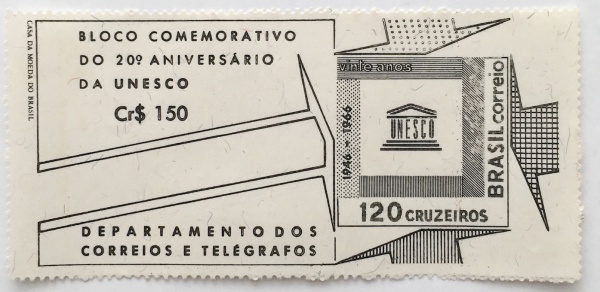 CASA DA MOEDA DO BRASIL
BLOCO COMEMORATIVO
DO 20º ANIVERSÁRIO
DA UNESCO
Cr$ 150
DEPARTAMENTO DOS
CORREIOS E TELÉGRAFOS
vinte anos
1946 - 1966
UNESCO
BRASIL correio
120 CRUZEIROS